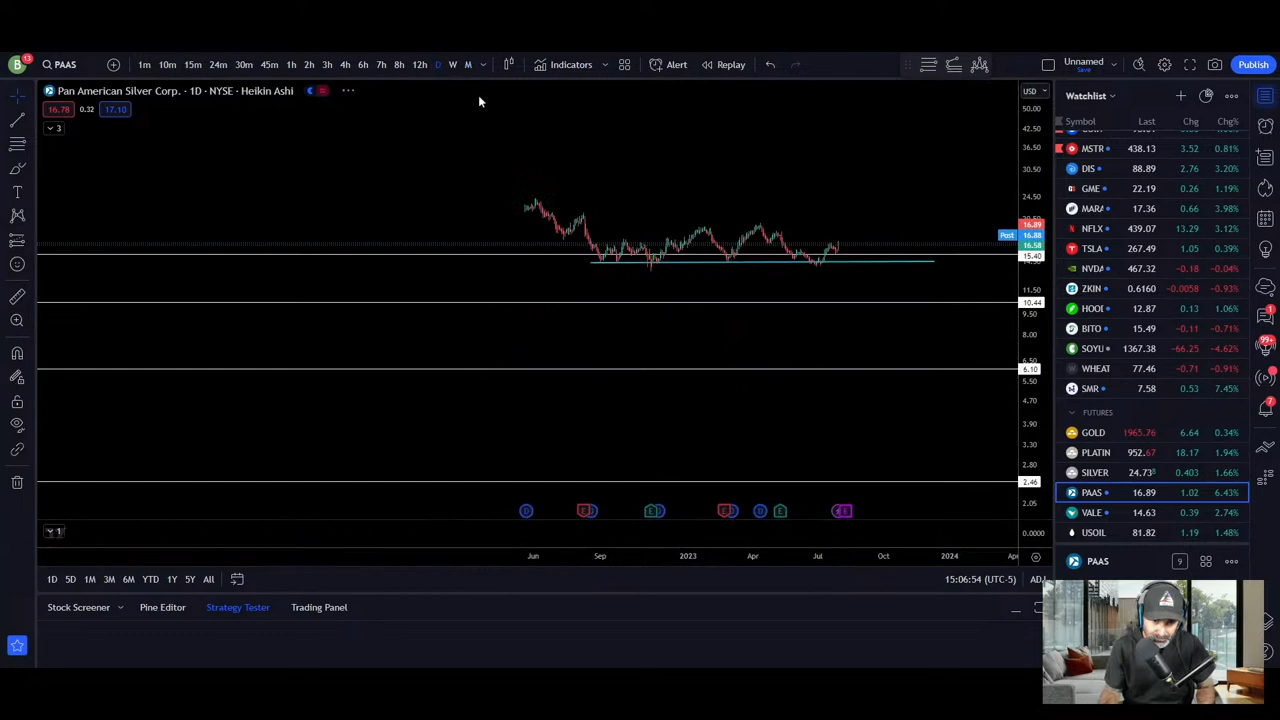 B 13 PAAS 1m 10m 15m 24m 30m 45m 1h 2h 3h 4h 6h 7h 8h 12h D W M Indicators Alert Replay Unnamed Save Publish
Pan American Silver Corp. · 1D · NYSE · Heikin Ashi
16.78 0.32 17.10
3
USD
50.00
42.50
36.50
30.50
24.50
16.89
Post 16.88
16.58
15.40
11.50
10.44
9.50
8.00
6.10
5.50
4.70
3.90
3.30
2.80
2.46
2.05
0.0000
D E D E D E D D E E
1
Jun Sep 2023 Apr Jul Oct 2024
1D 5D 1M 3M 6M YTD 1Y 5Y All 15:06:54 (UTC-5) ADJ
Stock Screener Pine Editor Strategy Tester Trading Panel
Watchlist
Symbol Last Chg Chg%
MSTR 438.13 3.52 0.81%
DIS 88.89 2.76 3.20%
GME 22.19 0.26 1.19%
MARA 17.36 0.66 3.98%
NFLX 439.07 13.29 3.12%
TSLA 267.49 1.05 0.39%
NVDA 467.32 -0.18 -0.04%
ZKIN 0.6160 -0.0058 -0.93%
HOOD 12.87 0.13 1.06%
BITO 15.49 -0.11 -0.71%
SOYU 1367.38 -66.25 -4.62%
WHEAT 77.46 -0.71 -0.91%
SMR 7.58 0.53 7.45%
FUTURES
GOLD 1965.76 6.64 0.34%
PLATIN 952.67 18.17 1.94%
SILVER 24.738 0.403 1.66%
PAAS 16.89 1.02 6.43%
VALE 14.63 0.39 2.74%
USOIL 81.82 1.19 1.48%
PAAS 9
1
99+
7